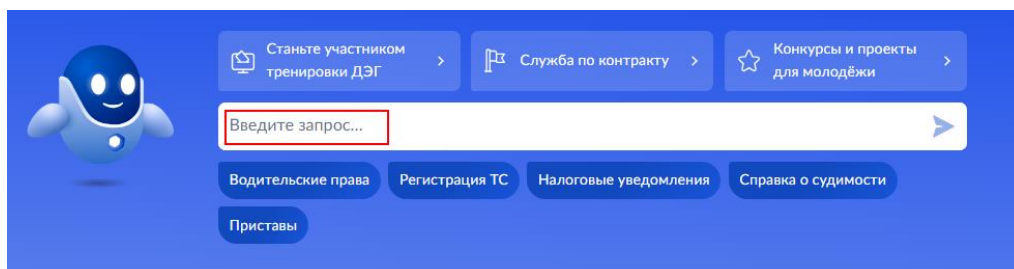 Станьте участником
тренировки ДЭГ
Служба по контракту
Конкурсы и проекты
для молодёжи
Введите запрос...
Водительские права
Регистрация ТС
Налоговые уведомления
Справка о судимости
Приставы